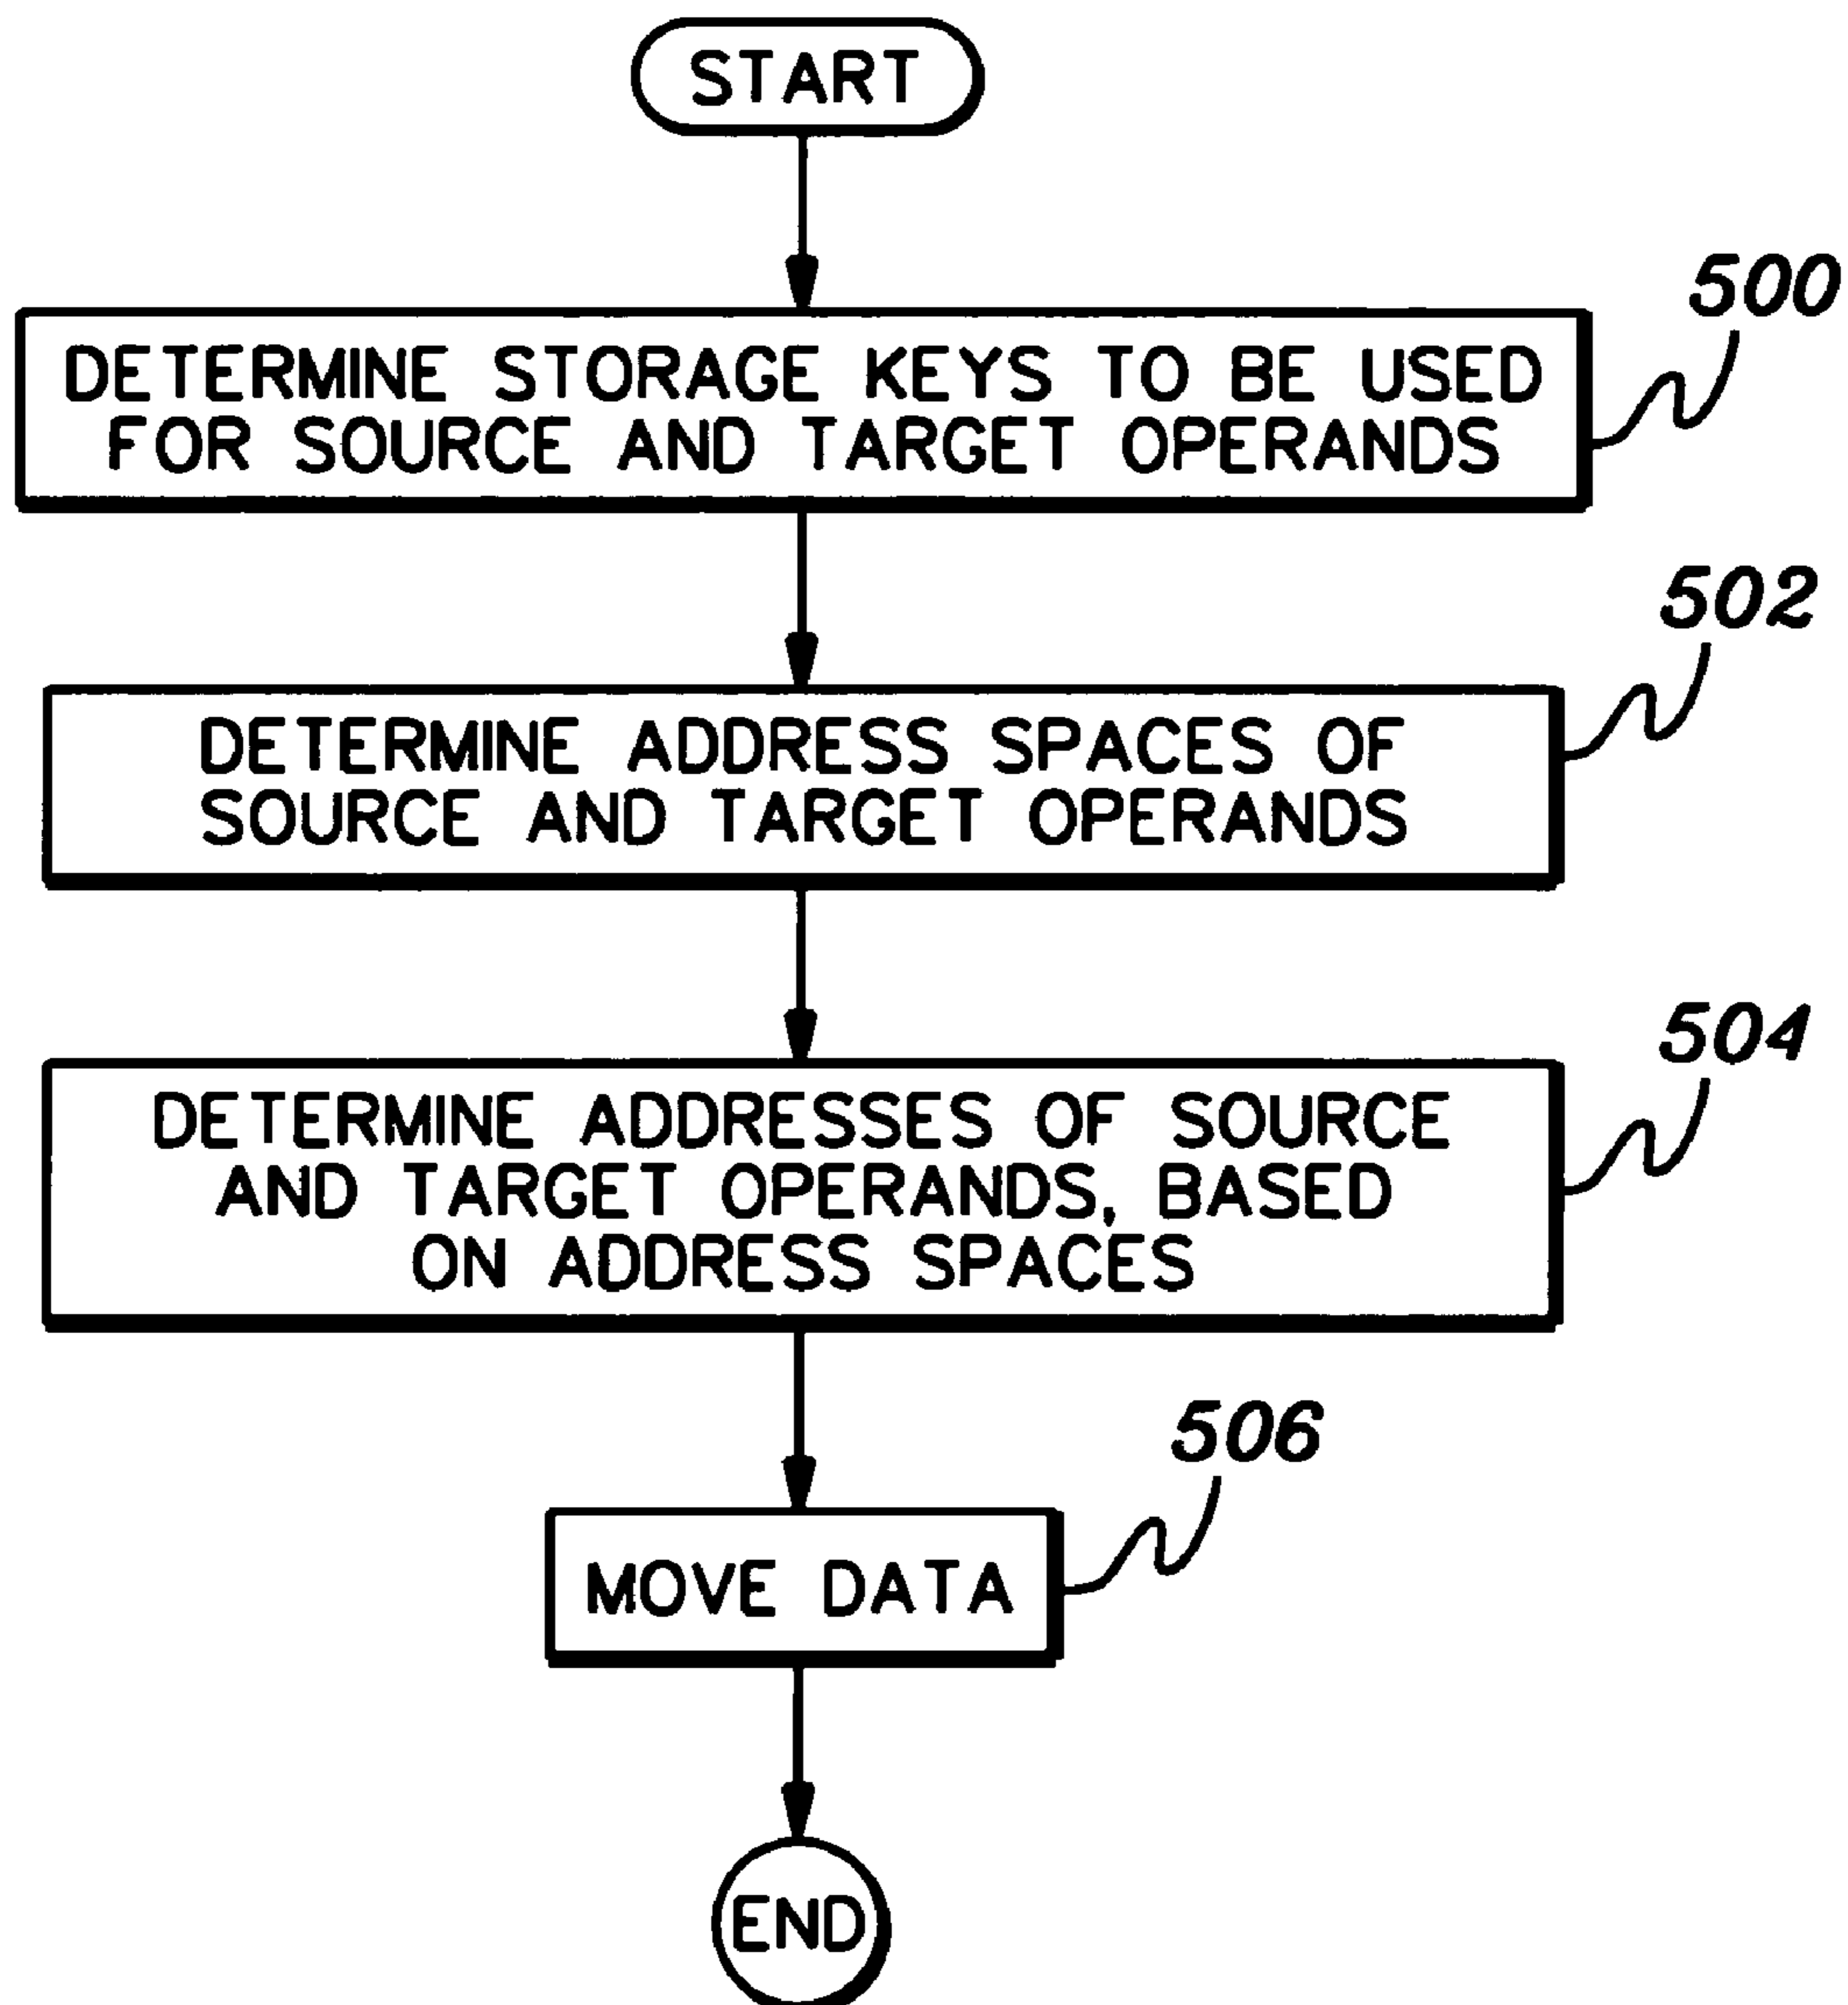 START
500
DETERMINE STORAGE KEYS TO BE USED
FOR SOURCE AND TARGET OPERANDS
502
DETERMINE ADDRESS SPACES OF
SOURCE AND TARGET OPERANDS
504
DETERMINE ADDRESSES OF SOURCE
AND TARGET OPERANDS, BASED
ON ADDRESS SPACES
506
MOVE DATA
END